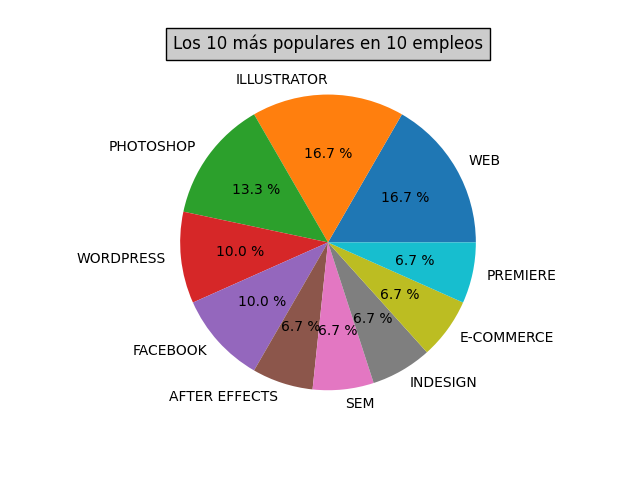 Los 10 más populares en 10 empleos
ILLUSTRATOR
PHOTOSHOP
WEB
16.7 %
13.3 %
16.7 %
WORDPRESS
10.0 %
6.7 %
PREMIERE
FACEBOOK
10.0 %
6.7 %
6.7 %
6.7 %
6.7 %
E-COMMERCE
AFTER EFFECTS
SEM
INDESIGN